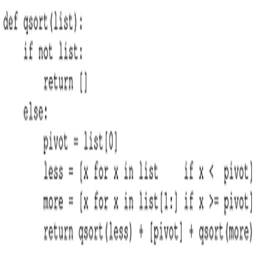 def qsort(list):
    if not list:
        return []
    else:
        pivot = list[0]
        less = [x for x in list    if x < pivot]
        more = [x for x in list[1:] if x >= pivot]
        return qsort(less) + [pivot] + qsort(more)